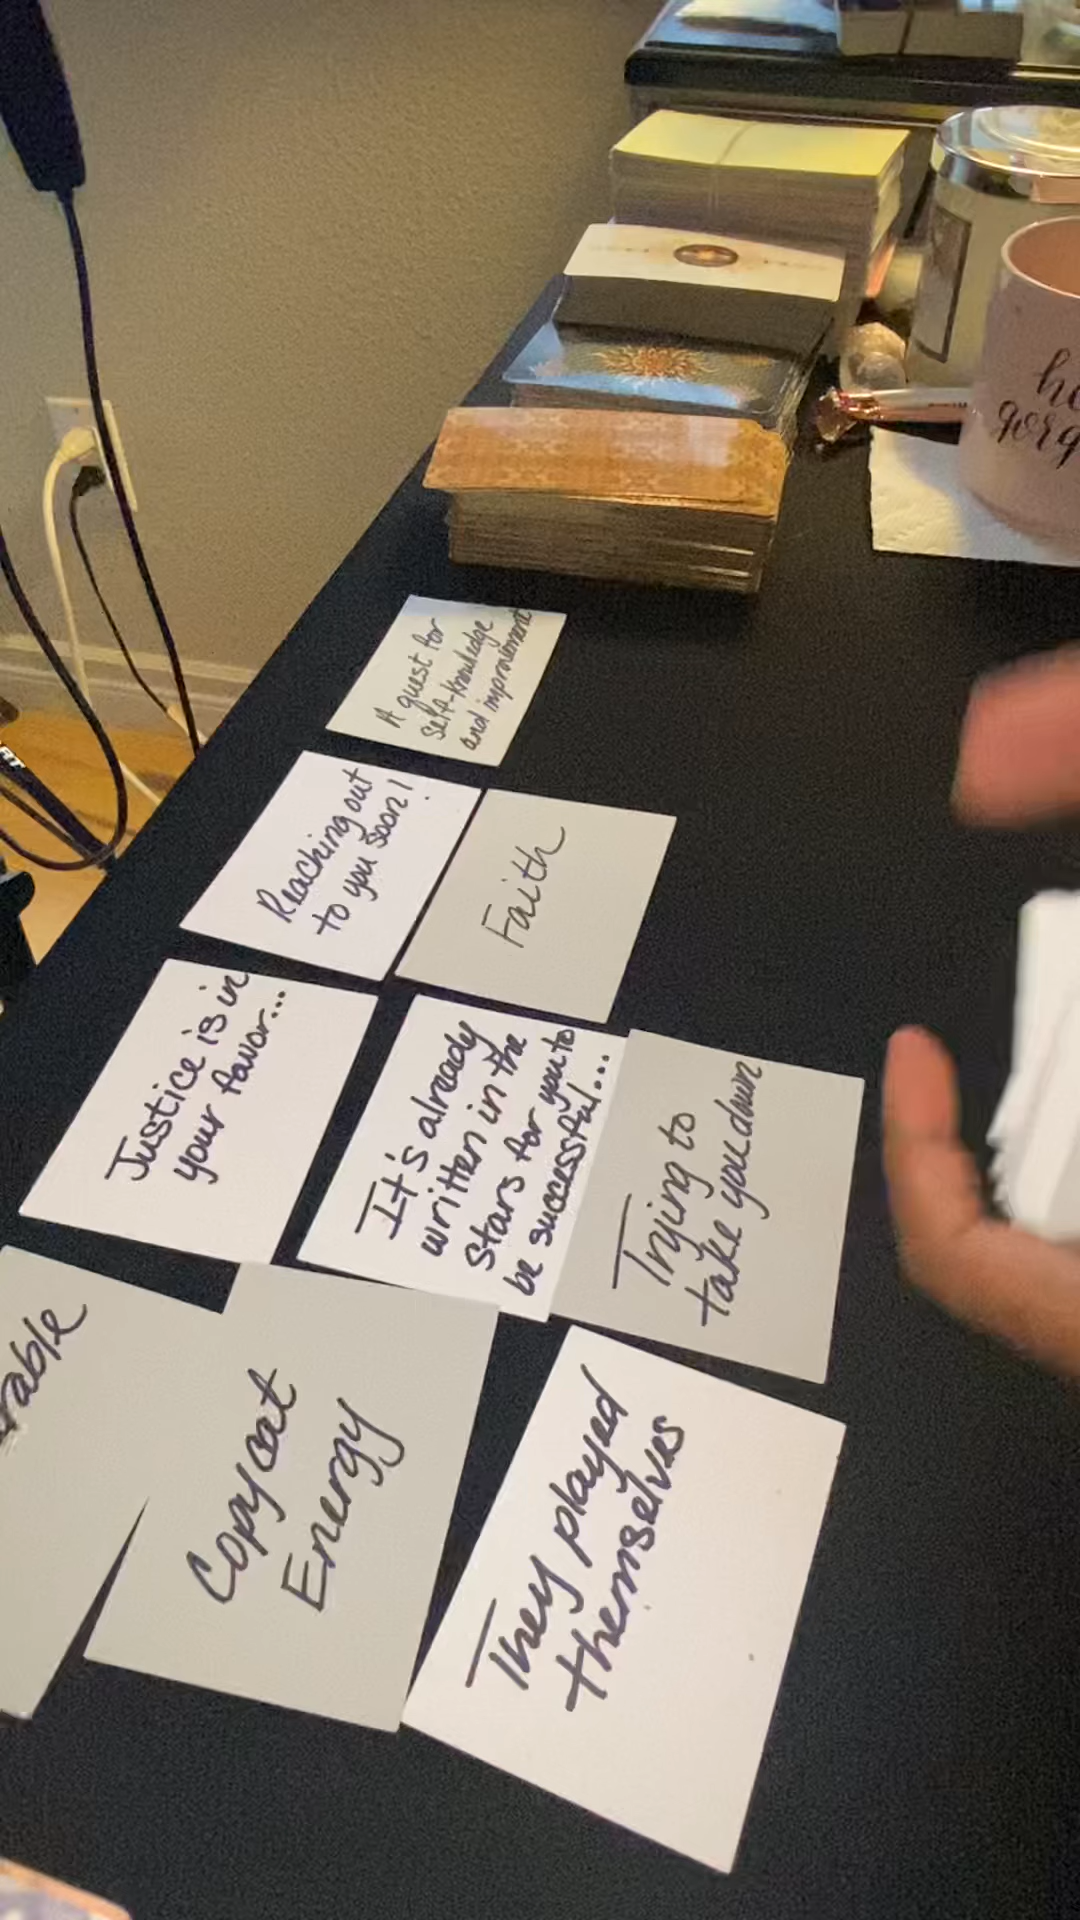 A quest for
self-knowledge
and improvement
Reaching out
to you soon!
Faith
Justice is in
your favor...
It's already
written in the
stars for you to
be successful...
Trying to
take you down
Copycat
Energy
They played
themselves